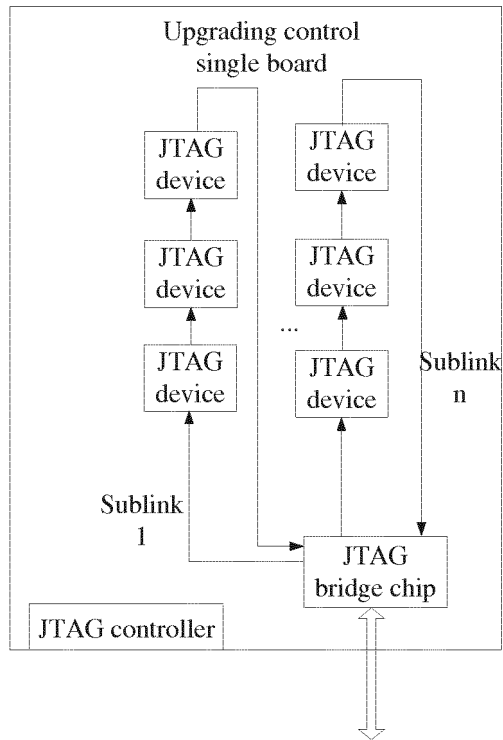 Upgrading control
single board
JTAG
device
JTAG
device
JTAG
device
JTAG
device
JTAG
device
JTAG
device
...
Sublink
n
Sublink
1
JTAG
bridge chip
JTAG controller